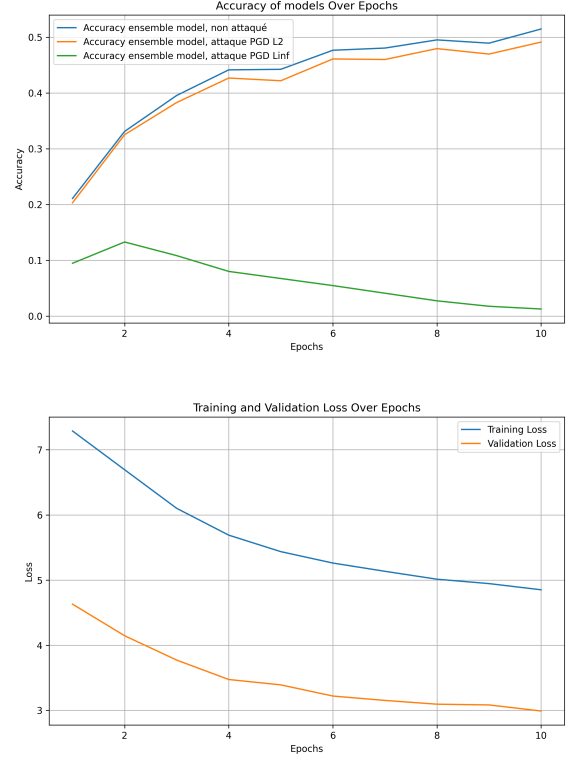 Accuracy of models Over Epochs
Accuracy ensemble model, non attaqué
Accuracy ensemble model, attaque PGD L2
Accuracy ensemble model, attaque PGD Linf
0.5
0.4
0.3
0.2
0.1
0.0
Accuracy
2 4 6 8 10
Epochs
Training and Validation Loss Over Epochs
Training Loss
Validation Loss
7
6
5
4
3
Loss
2 4 6 8 10
Epochs